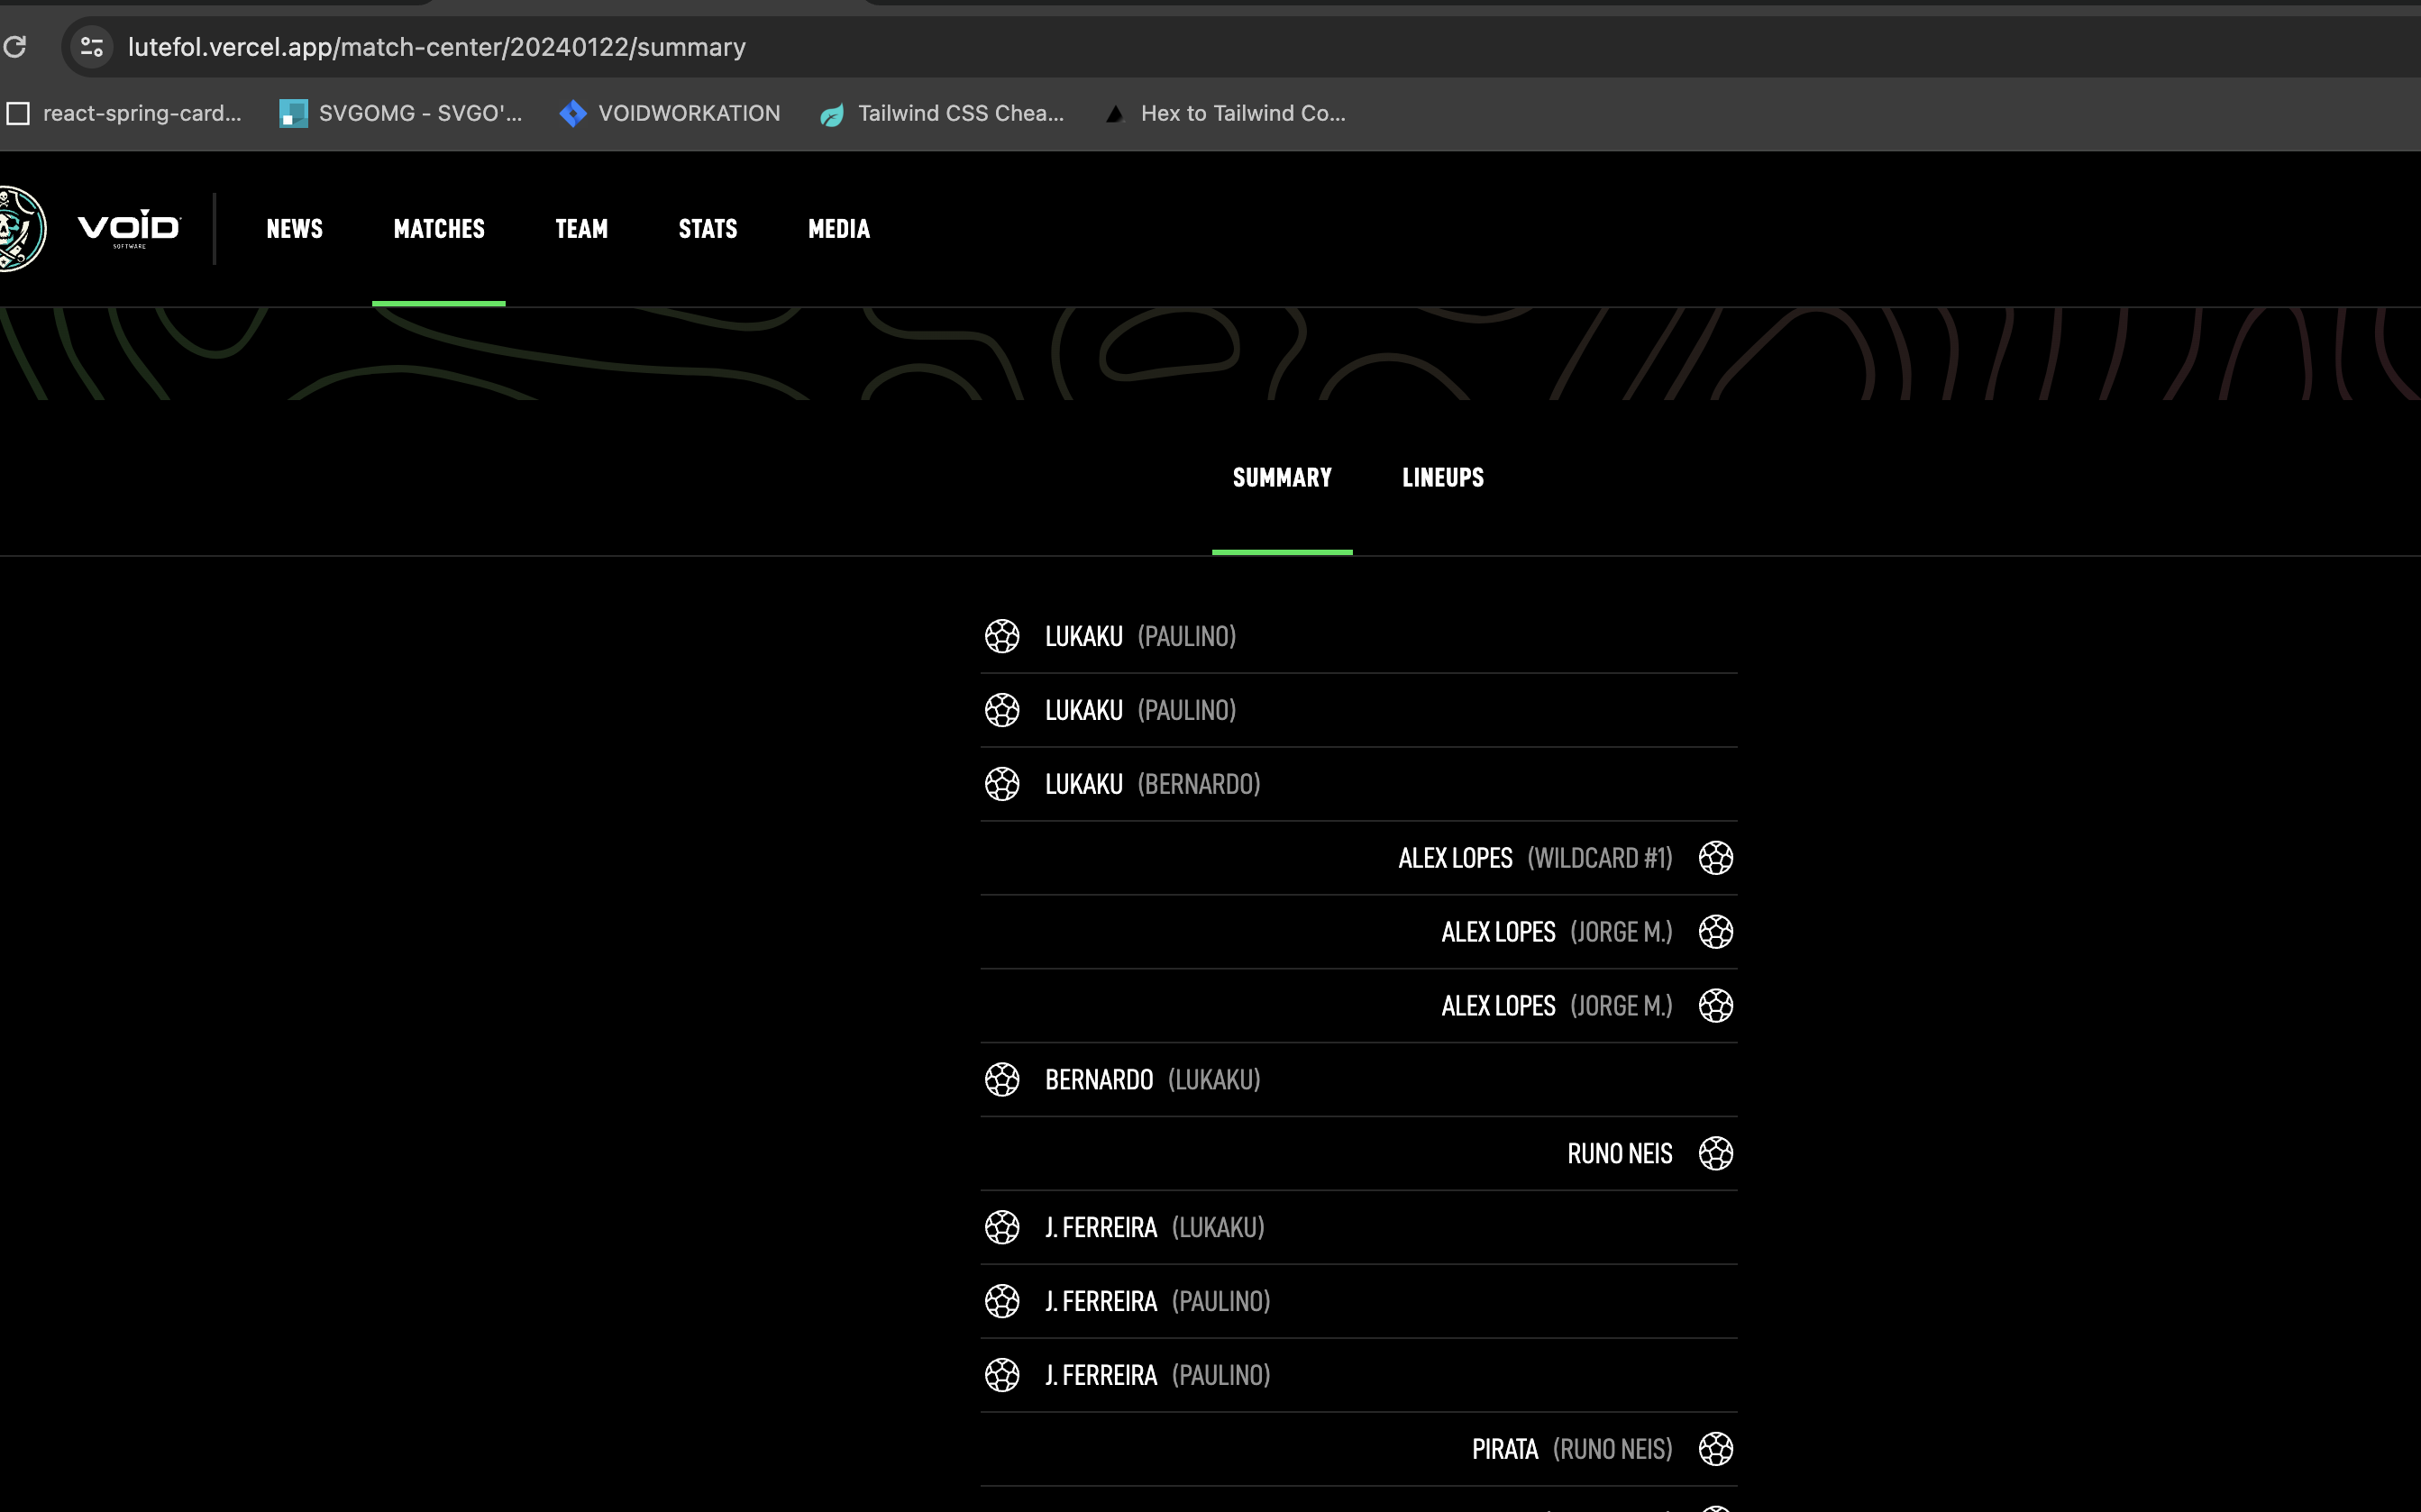 lutefol.vercel.app/match-center/20240122/summary
react-spring-card...
SVGOMG - SVGO'...
VOIDWORKATION
Tailwind CSS Chea...
Hex to Tailwind Co...
VOID
SOFTWARE
NEWS
MATCHES
TEAM
STATS
MEDIA
SUMMARY
LINEUPS
LUKAKU (PAULINO)
LUKAKU (PAULINO)
LUKAKU (BERNARDO)
ALEX LOPES (WILDCARD #1)
ALEX LOPES (JORGE M.)
ALEX LOPES (JORGE M.)
BERNARDO (LUKAKU)
RUNO NEIS
J. FERREIRA (LUKAKU)
J. FERREIRA (PAULINO)
J. FERREIRA (PAULINO)
PIRATA (RUNO NEIS)